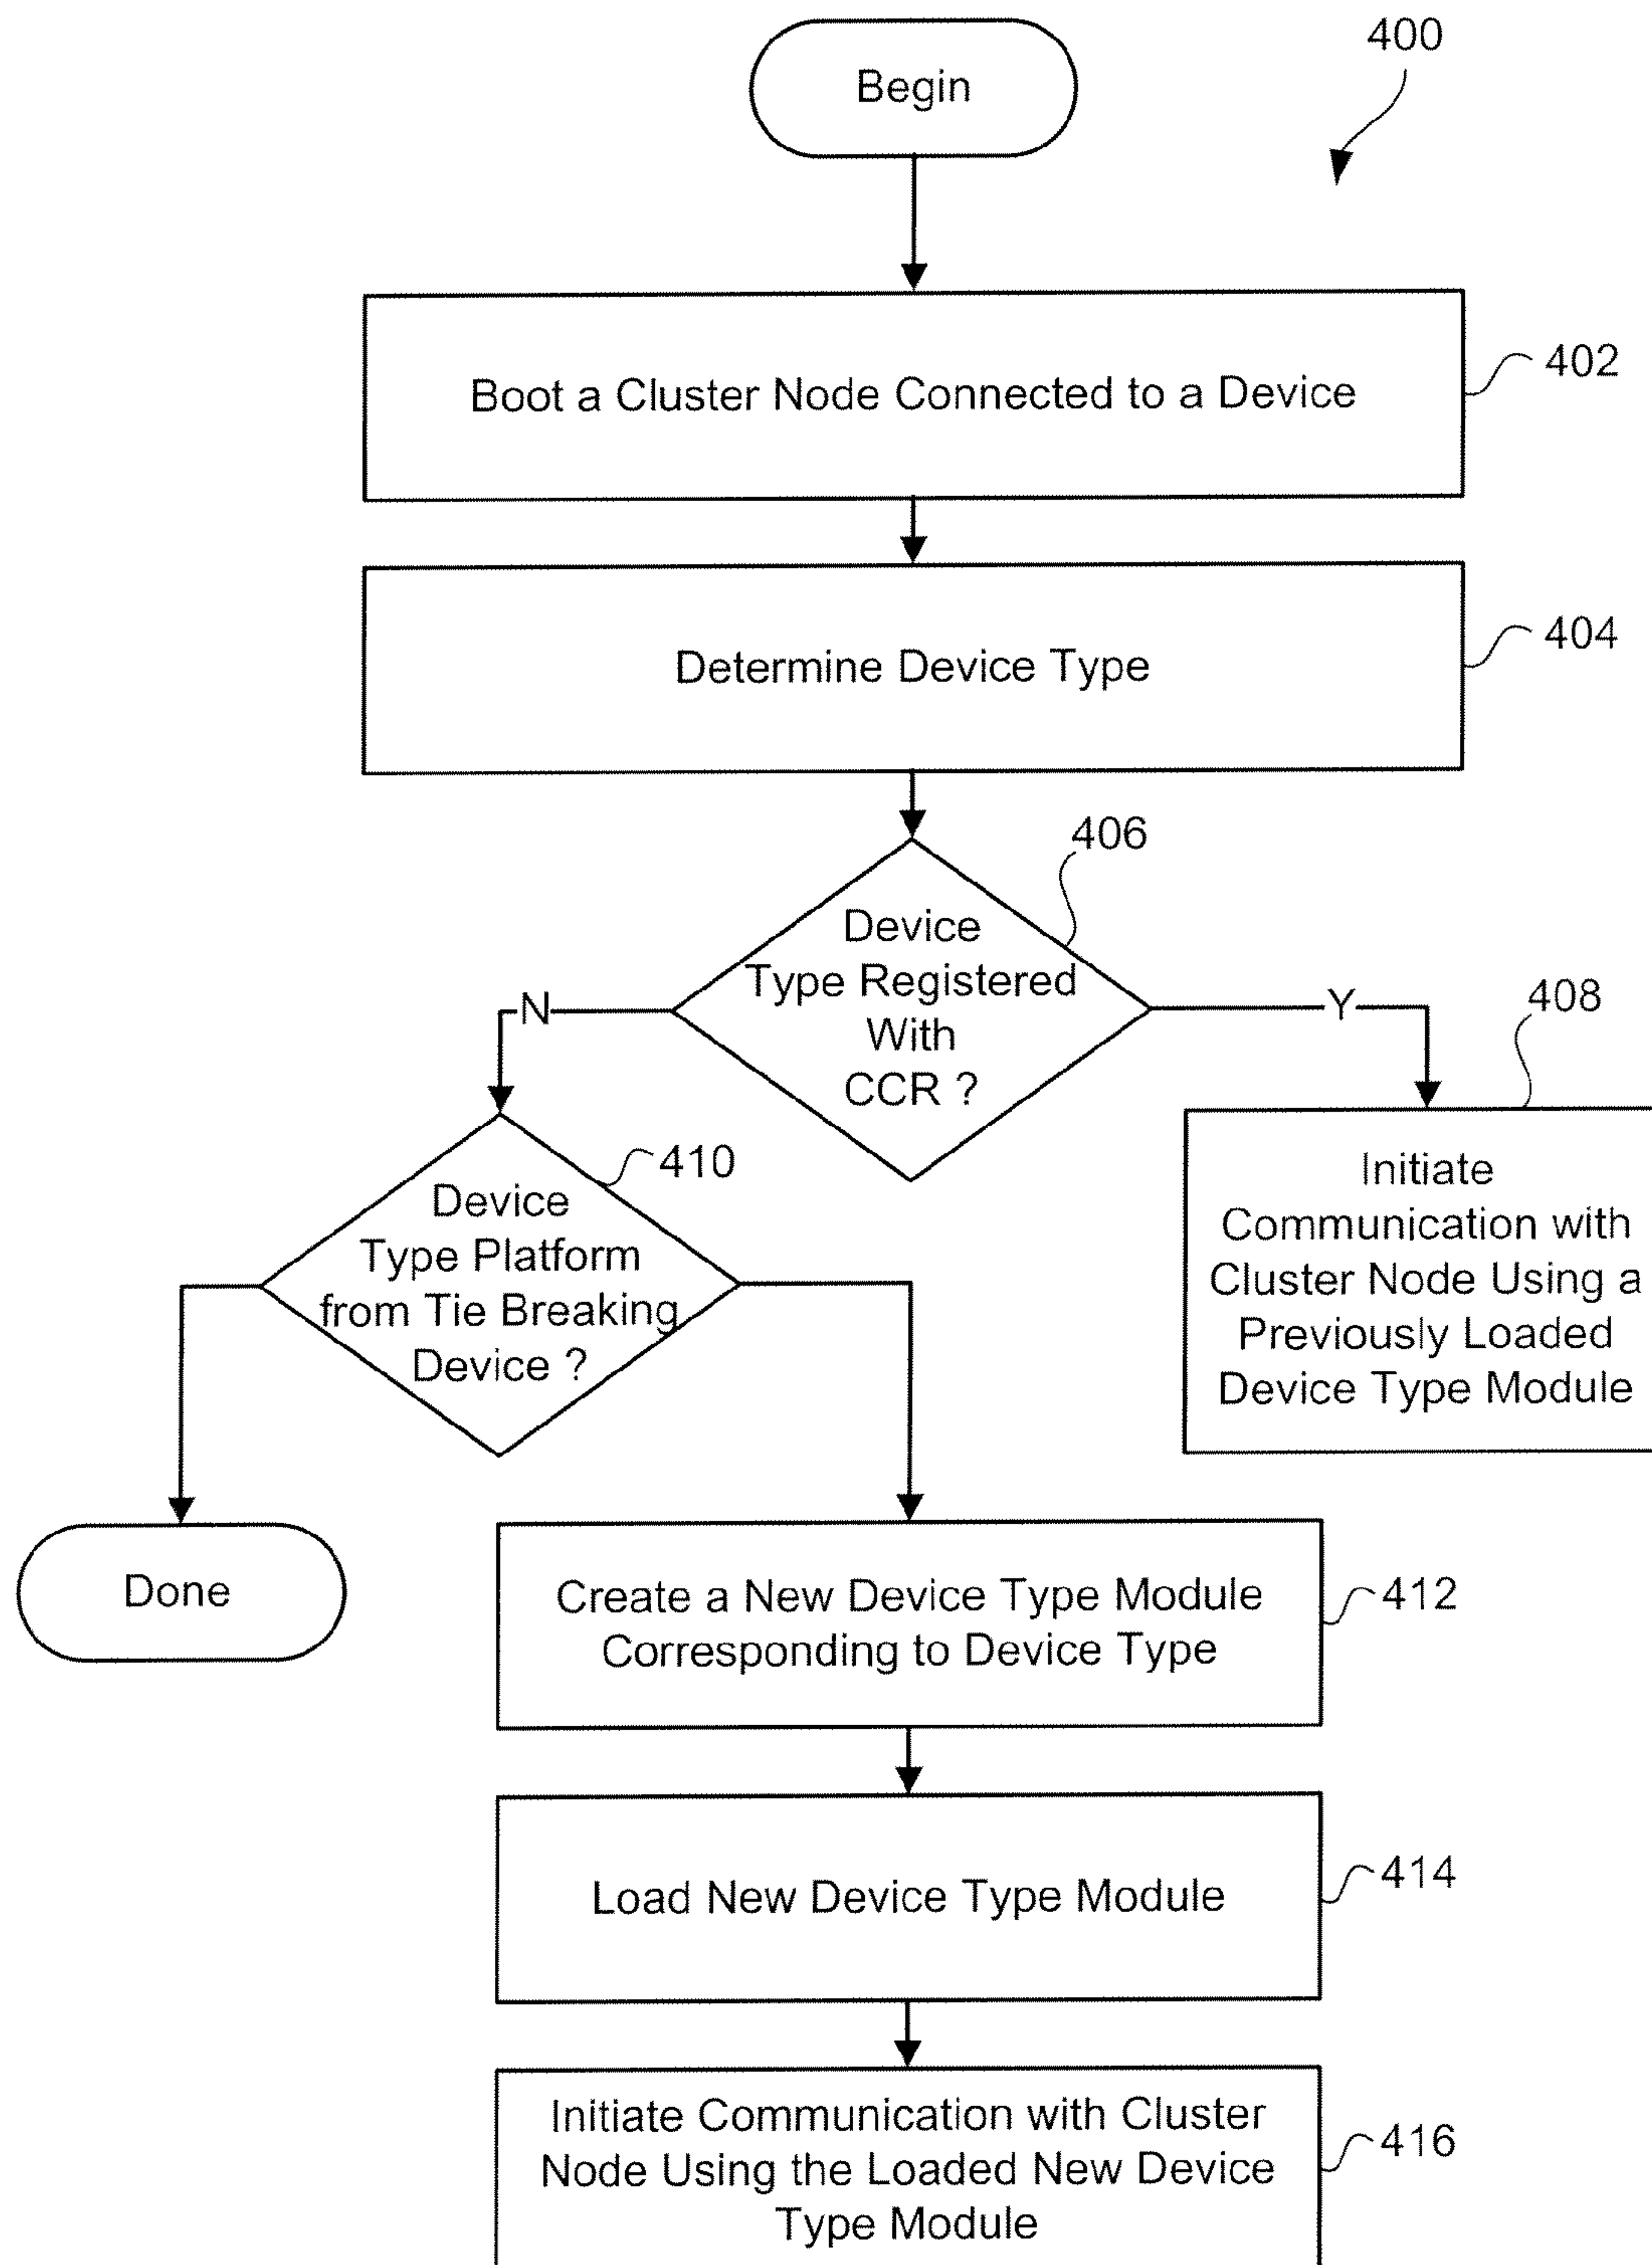 Begin
400
Boot a Cluster Node Connected to a Device
402
Determine Device Type
404
406
Device
Type Registered
With
CCR ?
N
Y
408
Initiate
Communication with
Cluster Node Using a
Previously Loaded
Device Type Module
410
Device
Type Platform
from Tie Breaking
Device ?
Done
Create a New Device Type Module
Corresponding to Device Type
412
Load New Device Type Module
414
Initiate Communication with Cluster
Node Using the Loaded New Device
Type Module
416